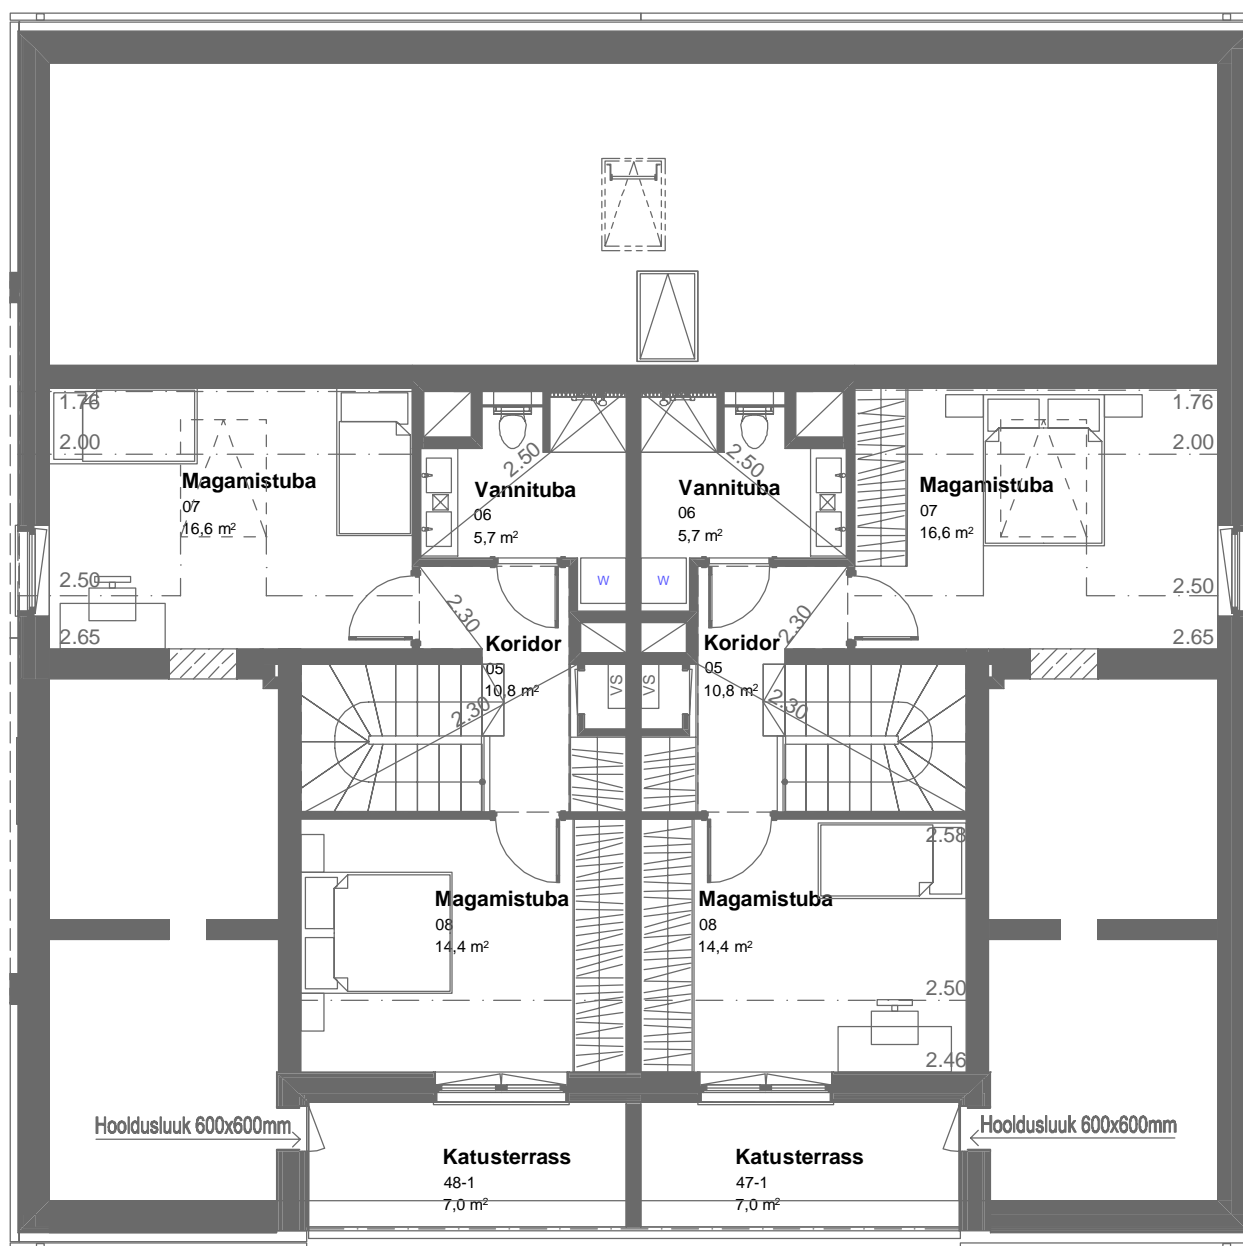 1.76
2.00
Magamistuba
07
16,6 m²
2.50
2.65
2.50
Vannituba
06
5,7 m²
w
2.50
Vannituba
06
5,7 m²
w
1.76
2.00
Magamistuba
07
16,6 m²
2.50
2.65
2.30
Koridor
05
10,8 m²
2.30
VS
VS
2.30
Koridor
05
10,8 m²
2.30
Magamistuba
08
14,4 m²
2.58
Magamistuba
08
14,4 m²
2.50
2.46
Hooldusluuk 600x600mm
Hooldusluuk 600x600mm
Katusterrass
48-1
7,0 m²
Katusterrass
47-1
7,0 m²